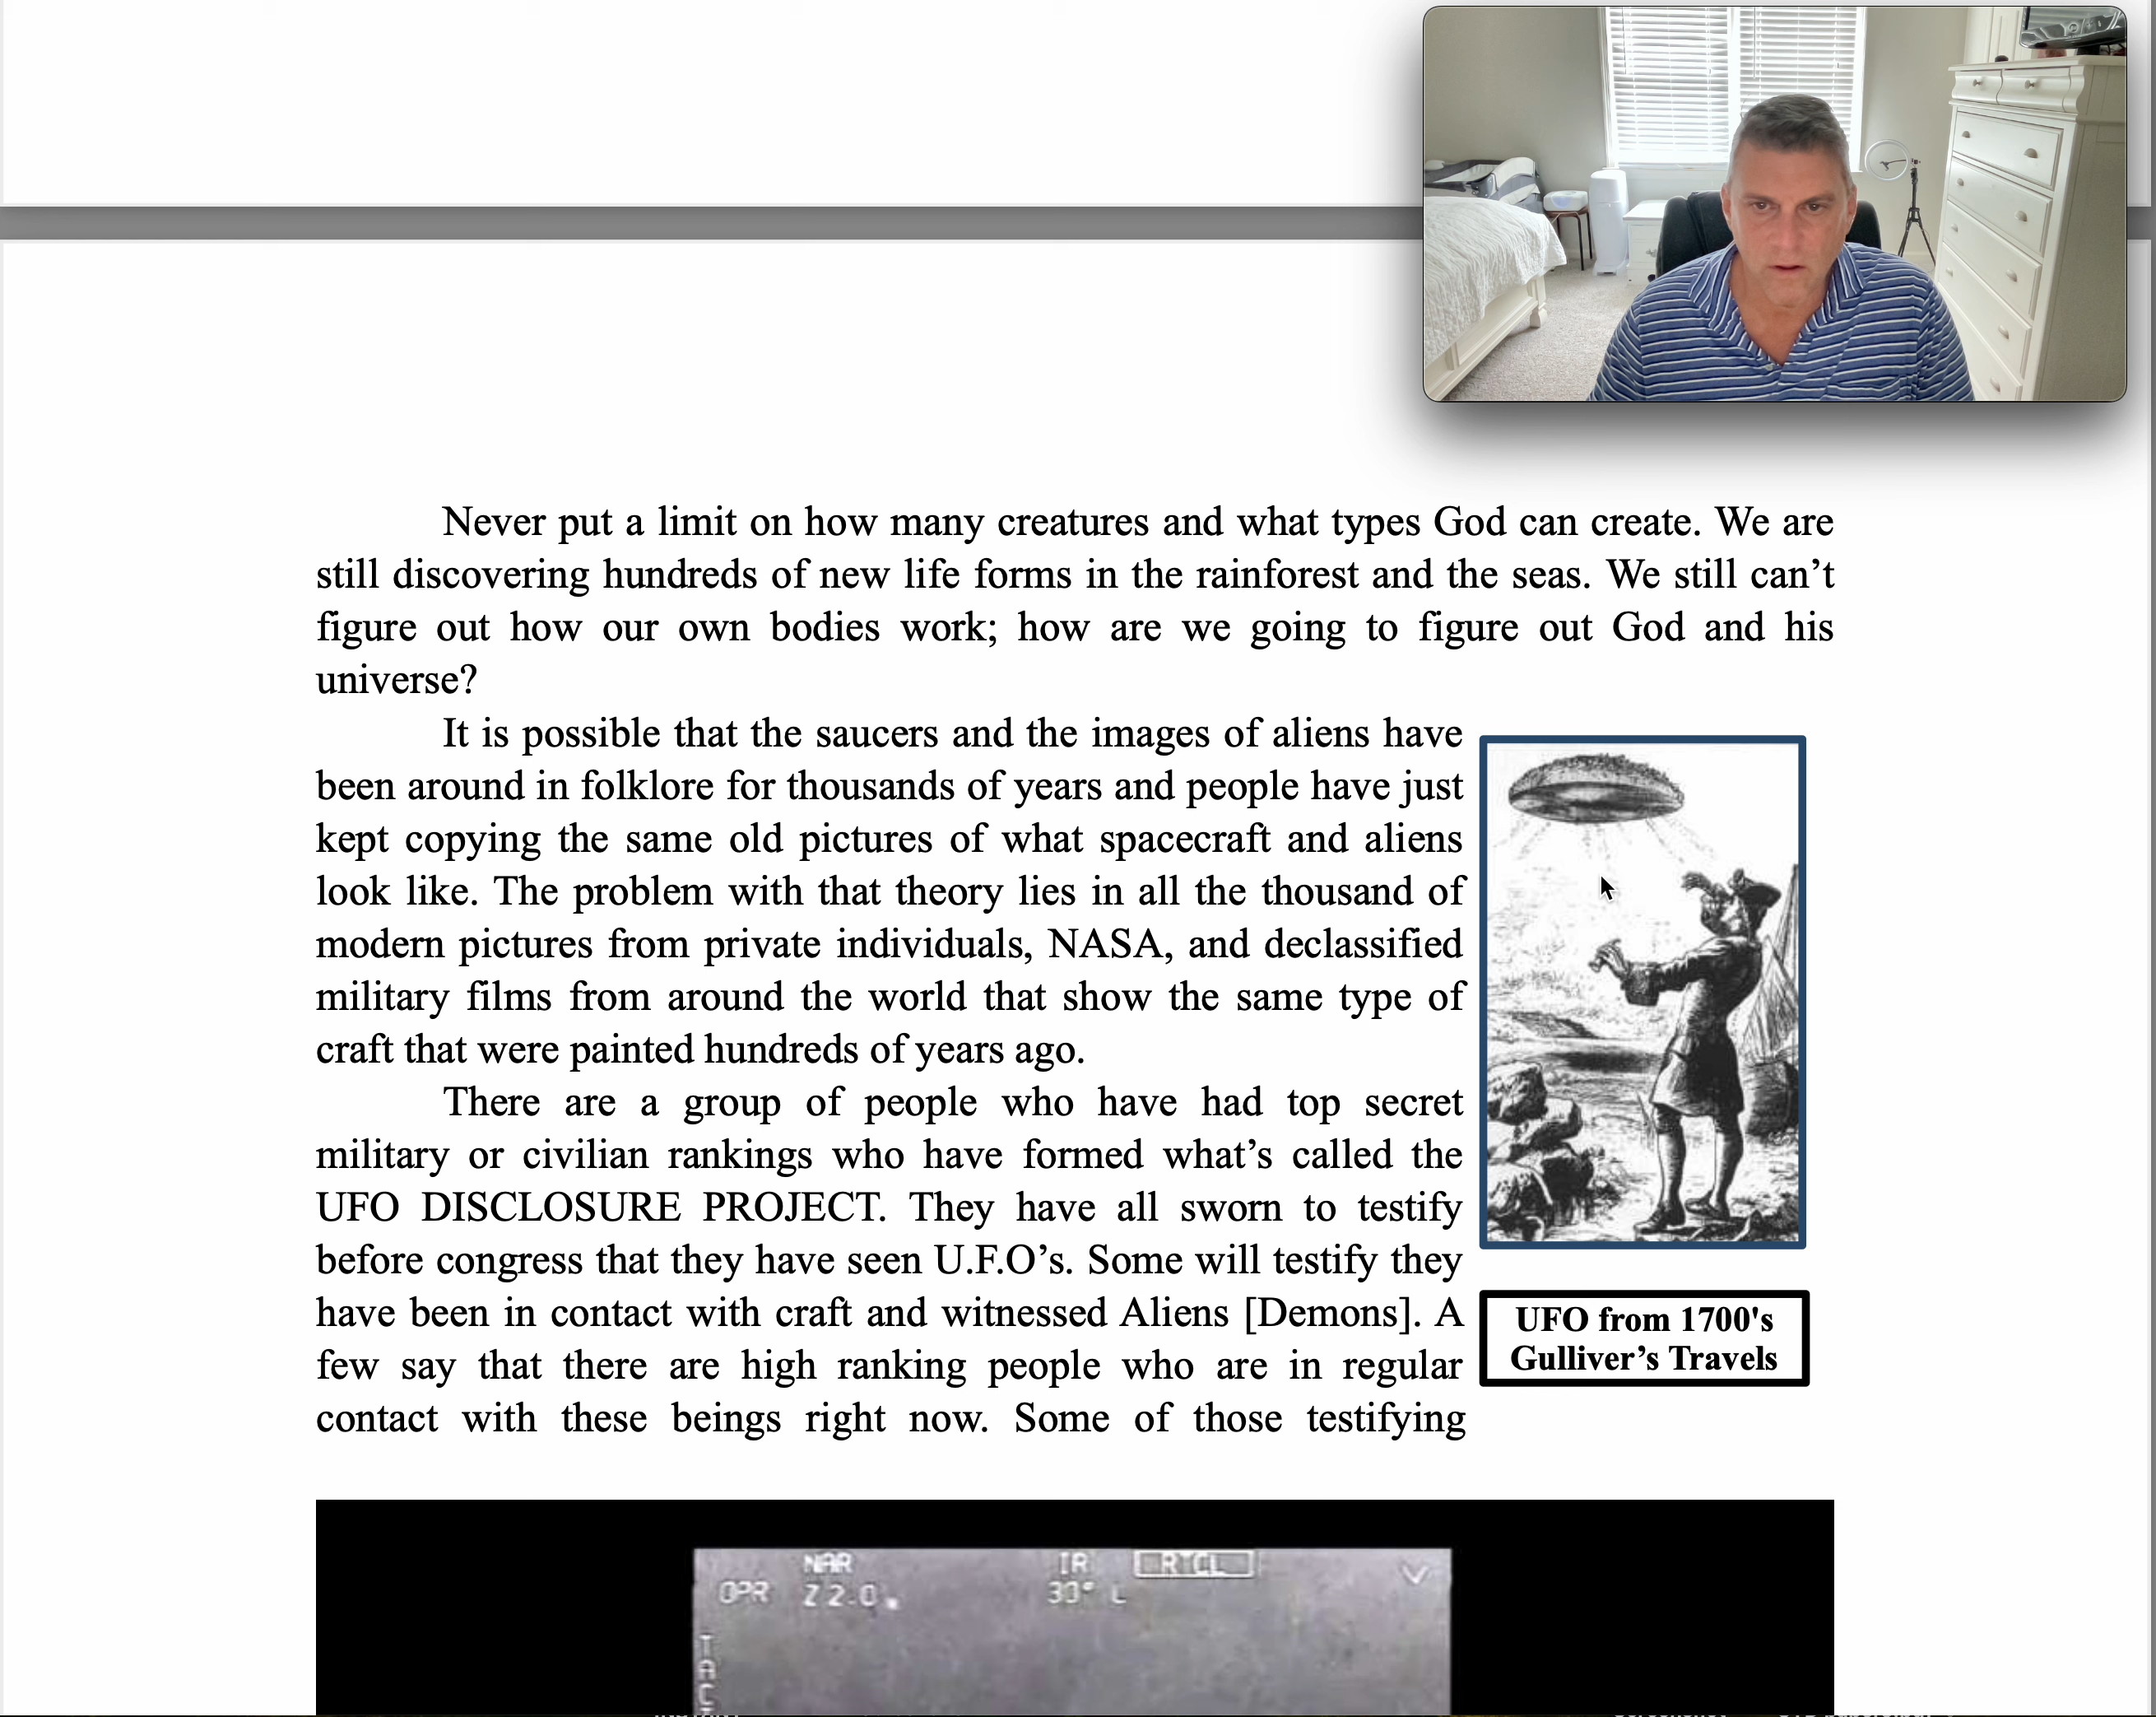 Never put a limit on how many creatures and what types God can create. We are
still discovering hundreds of new life forms in the rainforest and the seas. We still can’t
figure out how our own bodies work; how are we going to figure out God and his
universe?
It is possible that the saucers and the images of aliens have
been around in folklore for thousands of years and people have just
kept copying the same old pictures of what spacecraft and aliens
look like. The problem with that theory lies in all the thousand of
modern pictures from private individuals, NASA, and declassified
military films from around the world that show the same type of
craft that were painted hundreds of years ago.
There are a group of people who have had top secret
military or civilian rankings who have formed what’s called the
UFO DISCLOSURE PROJECT. They have all sworn to testify
before congress that they have seen U.F.O’s. Some will testify they
have been in contact with craft and witnessed Aliens [Demons]. A
few say that there are high ranking people who are in regular
contact with these beings right now. Some of those testifying
UFO from 1700's
Gulliver’s Travels
NAR IR
OPR Z2.0 30° L
TAC